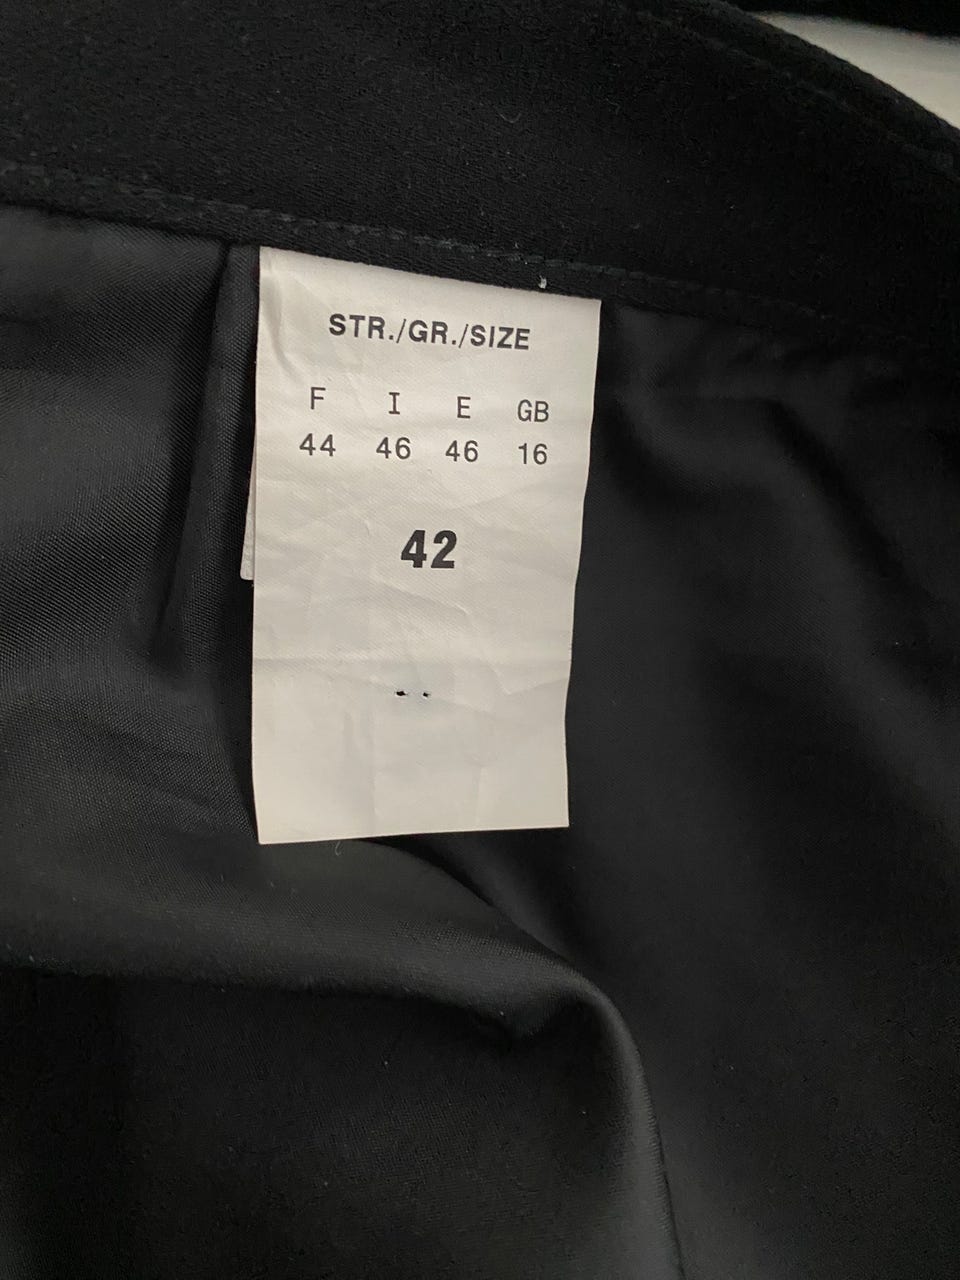 STR./GR./SIZE
F I E GB
44 46 46 16
42